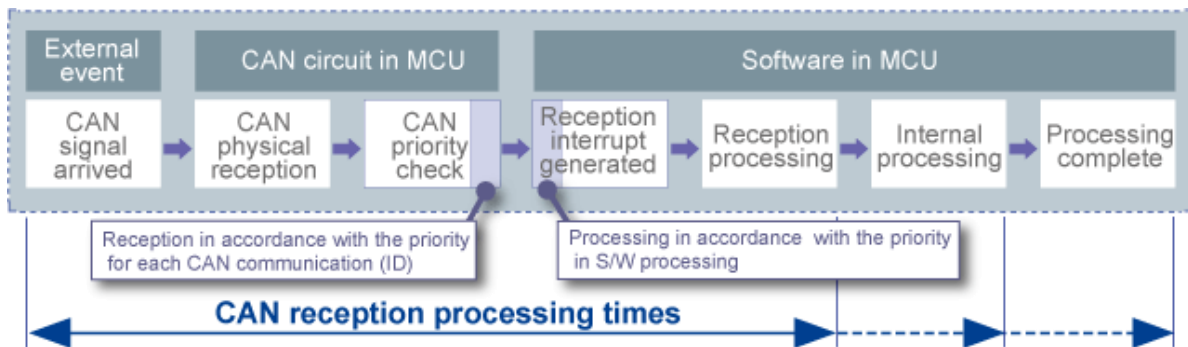 External
event
CAN circuit in MCU
Software in MCU
CAN
signal
arrived
CAN
physical
reception
CAN
priority
check
Reception
interrupt
generated
Reception
processing
Internal
processing
Processing
complete
Reception in accordance with the priority
for each CAN communication (ID)
Processing in accordance with the priority
in S/W processing
CAN reception processing times